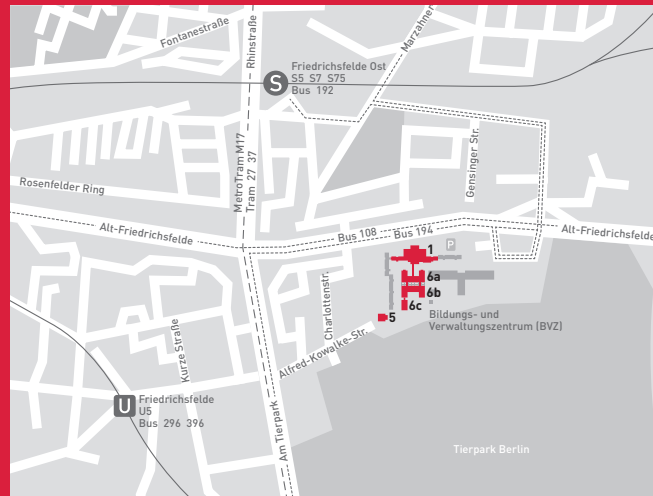 Fontanestraße
Rhinstraße
Marzahner
S
Friedrichsfelde Ost
S5 S7 S75
Bus 192
Gensinger Str.
MetroTram M17
Tram 27 37
Rosenfelder Ring
Alt-Friedrichsfelde
Bus 108
Bus 194
Alt-Friedrichsfelde
P
1
6a
6b
6c
5
Bildungs- und
Verwaltungszentrum (BVZ)
Charlottenstr.
Kurze Straße
Alfred-Kowalke-Str.
U
Friedrichsfelde
U5
Bus 296 396
Am Tierpark
Tierpark Berlin